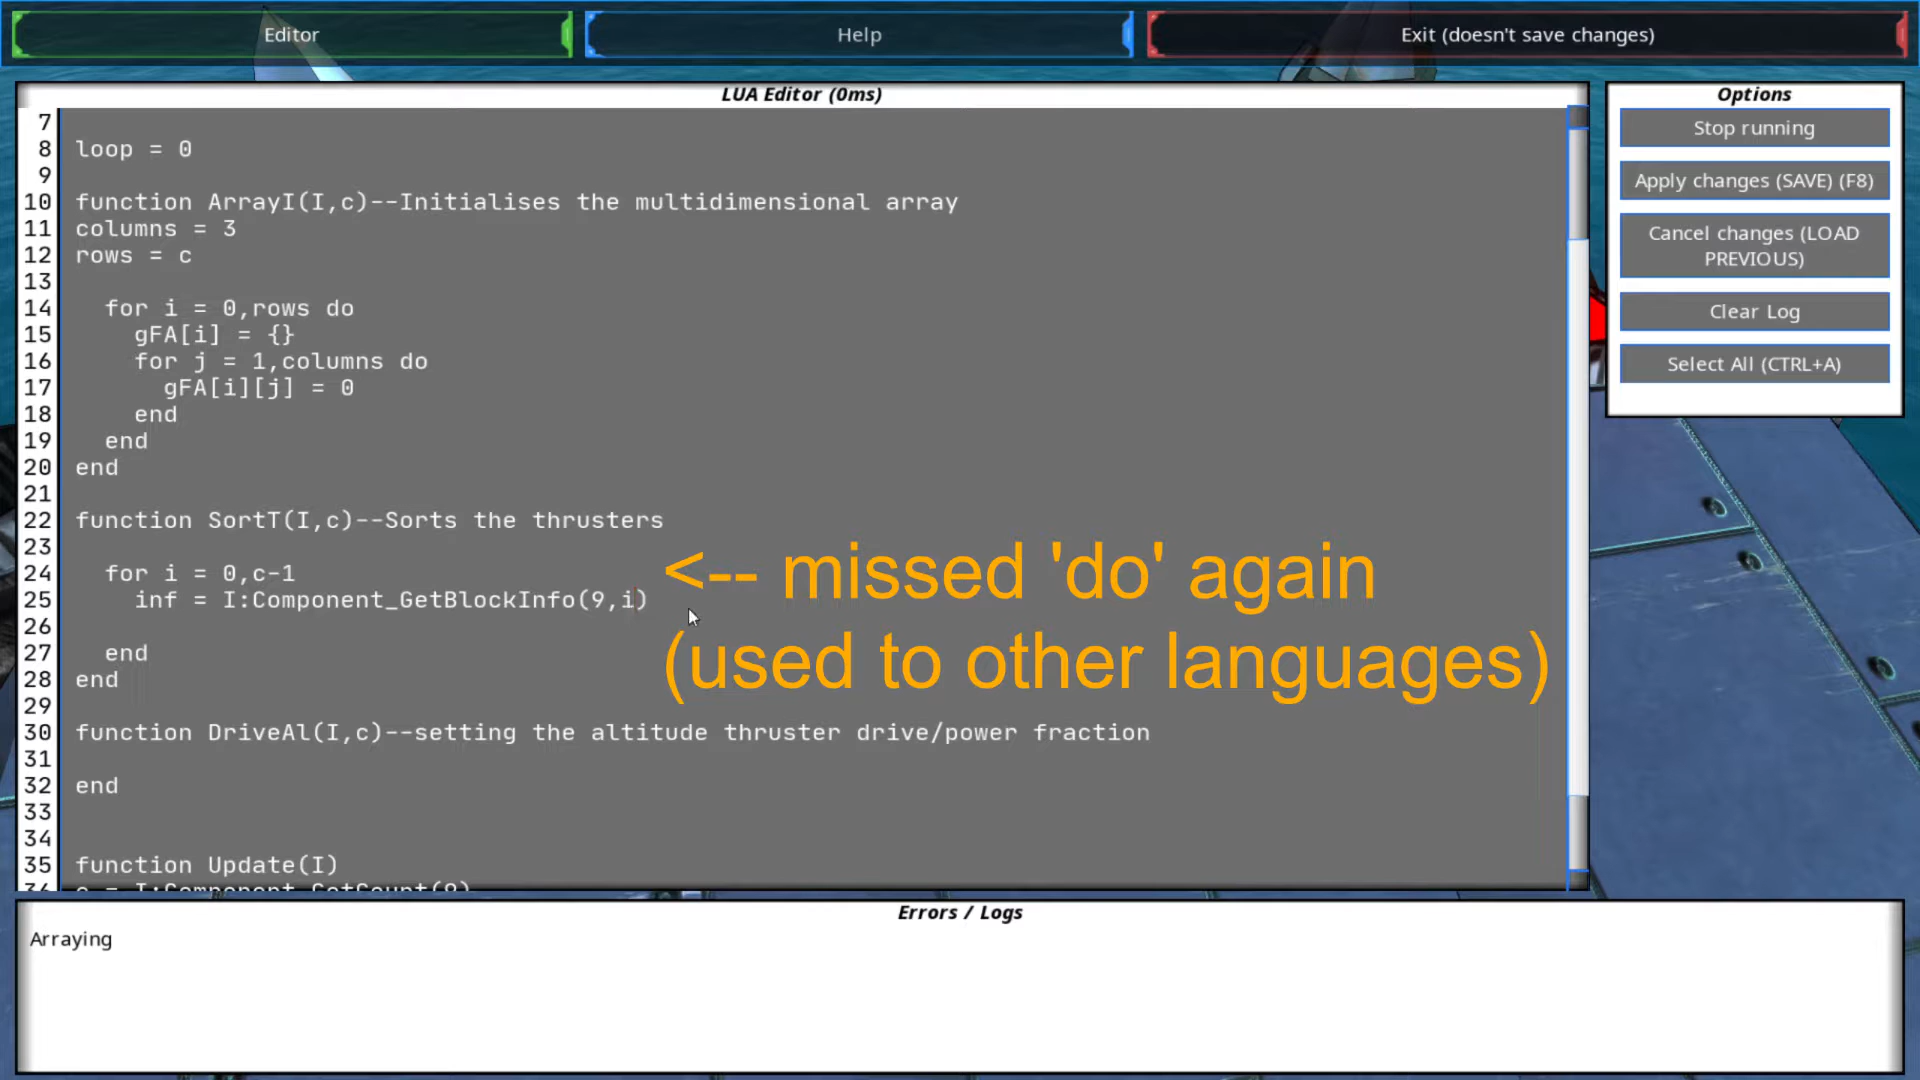 Editor
Help
Exit (doesn't save changes)
LUA Editor (0ms)
7
8 loop = 0
9
10 function ArrayI(I,c)--Initialises the multidimensional array
11 columns = 3
12 rows = c
13
14 for i = 0,rows do
15 gFA[i] = {}
16 for j = 1,columns do
17 gFA[i][j] = 0
18 end
19 end
20 end
21
22 function SortT(I,c)--Sorts the thrusters
23
24 for i = 0,c-1
25 inf = I:Component_GetBlockInfo(9,i)
26
27 end
28 end
29
30 function DriveAl(I,c)--setting the altitude thruster drive/power fraction
31
32 end
33
34
35 function Update(I)
36 c = I:Component_GetCount(9)
<-- missed 'do' again
(used to other languages)
Options
Stop running
Apply changes (SAVE) (F8)
Cancel changes (LOAD
PREVIOUS)
Clear Log
Select All (CTRL+A)
Errors / Logs
Arraying